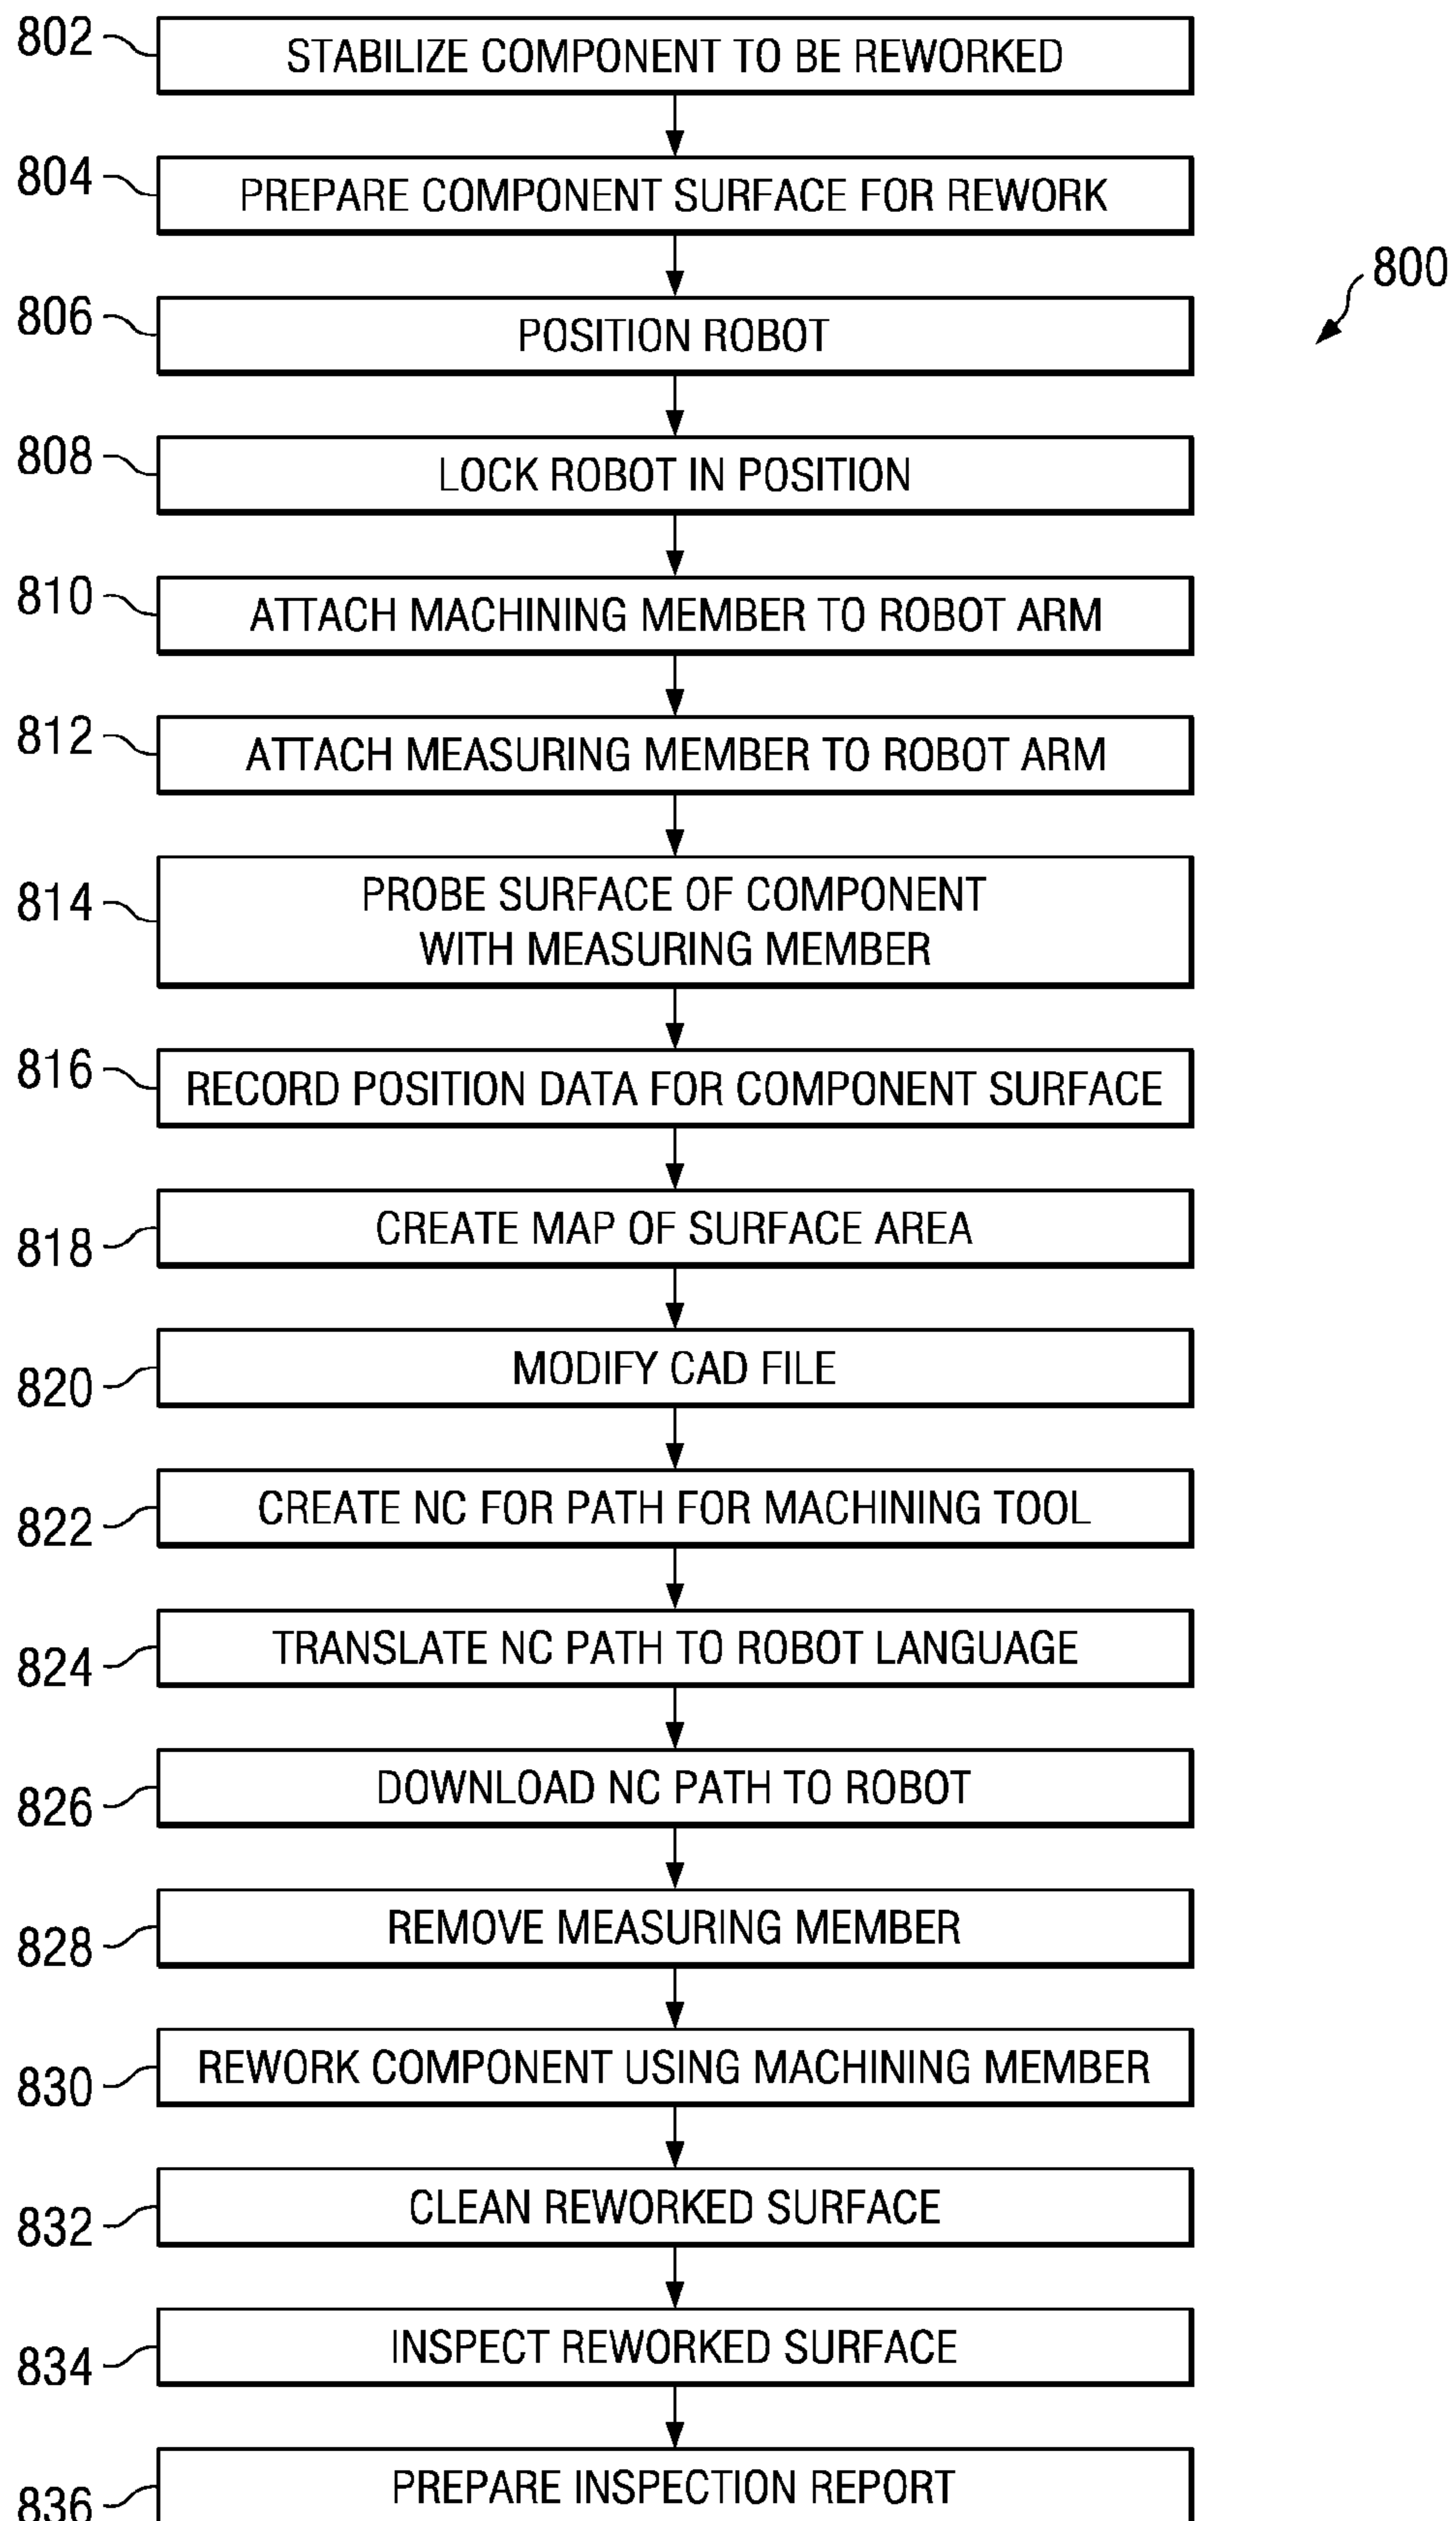 802
STABILIZE COMPONENT TO BE REWORKED
804
PREPARE COMPONENT SURFACE FOR REWORK
800
806
POSITION ROBOT
808
LOCK ROBOT IN POSITION
810
ATTACH MACHINING MEMBER TO ROBOT ARM
812
ATTACH MEASURING MEMBER TO ROBOT ARM
814
PROBE SURFACE OF COMPONENT
WITH MEASURING MEMBER
816
RECORD POSITION DATA FOR COMPONENT SURFACE
818
CREATE MAP OF SURFACE AREA
820
MODIFY CAD FILE
822
CREATE NC FOR PATH FOR MACHINING TOOL
824
TRANSLATE NC PATH TO ROBOT LANGUAGE
826
DOWNLOAD NC PATH TO ROBOT
828
REMOVE MEASURING MEMBER
830
REWORK COMPONENT USING MACHINING MEMBER
832
CLEAN REWORKED SURFACE
834
INSPECT REWORKED SURFACE
836
PREPARE INSPECTION REPORT